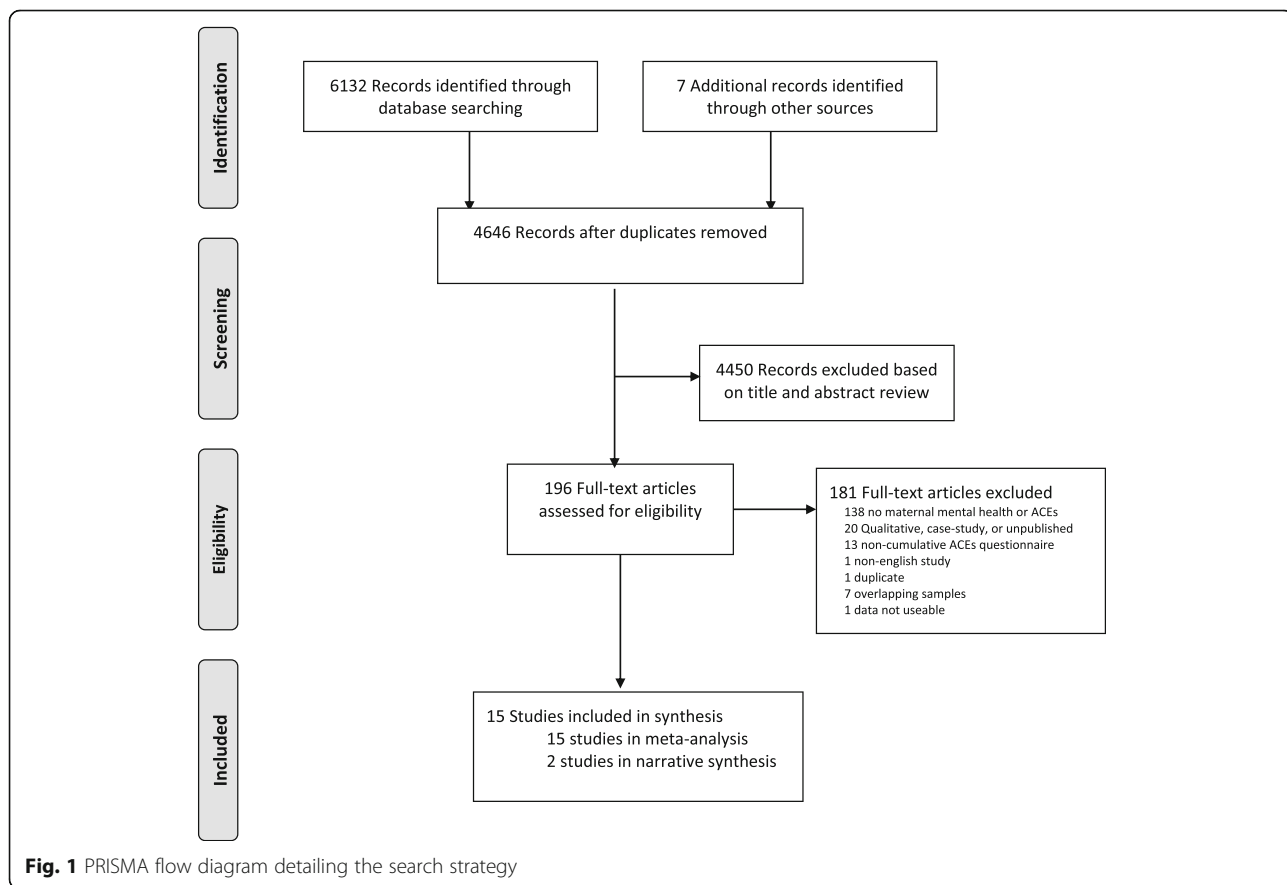 Identification
6132 Records identified through
database searching
7 Additional records identified
through other sources
4646 Records after duplicates removed
Screening
4450 Records excluded based
on title and abstract review
Eligibility
196 Full-text articles
assessed for eligibility
181 Full-text articles excluded
138 no maternal mental health or ACEs
20 Qualitative, case-study, or unpublished
13 non-cumulative ACEs questionnaire
1 non-english study
1 duplicate
7 overlapping samples
1 data not useable
Included
15 Studies included in synthesis
15 studies in meta-analysis
2 studies in narrative synthesis
Fig. 1 PRISMA flow diagram detailing the search strategy